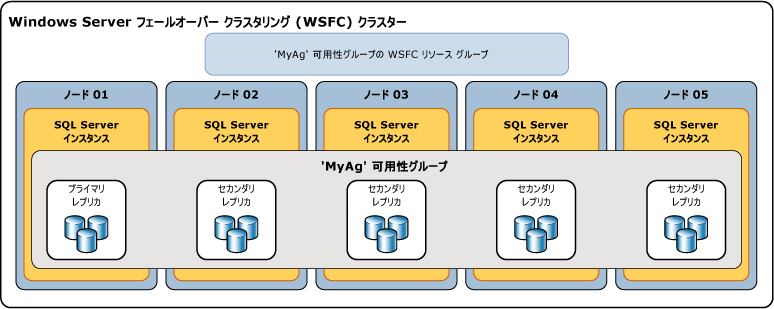 Windows Server フェールオーバー クラスタリング (WSFC) クラスター
'MyAg' 可用性グループの WSFC リソース グループ
ノード 01
ノード 02
ノード 03
ノード 04
ノード 05
SQL Server
インスタンス
SQL Server
インスタンス
SQL Server
インスタンス
SQL Server
インスタンス
SQL Server
インスタンス
'MyAg' 可用性グループ
プライマリ
レプリカ
セカンダリ
レプリカ
セカンダリ
レプリカ
セカンダリ
レプリカ
セカンダリ
レプリカ